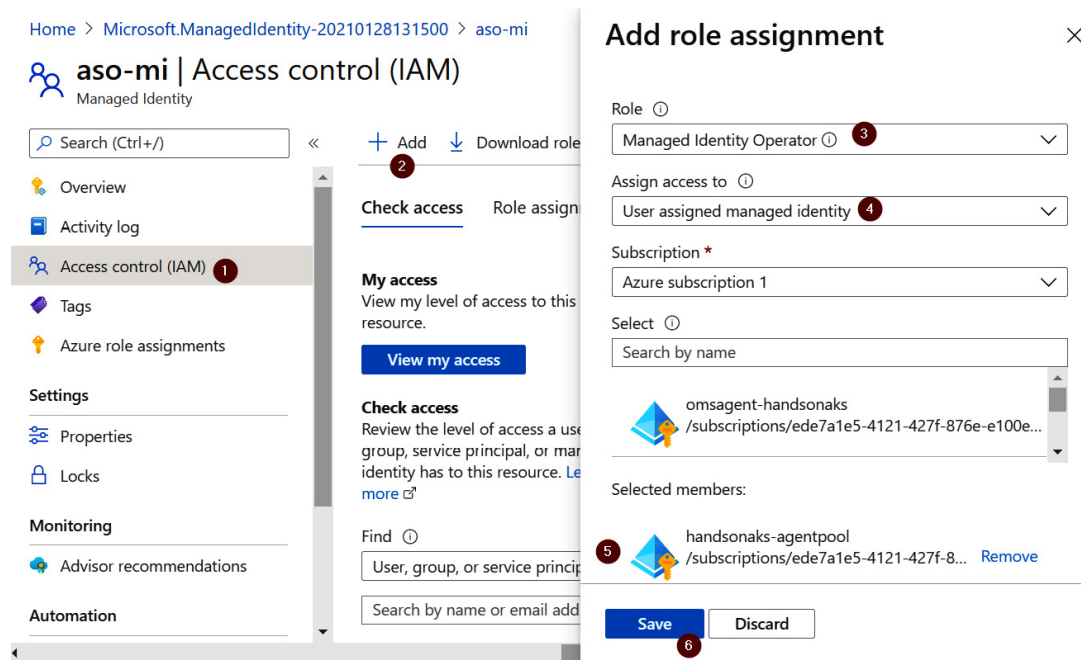 Home > Microsoft.ManagedIdentity-20210128131500 > aso-mi
aso-mi | Access control (IAM)
Managed Identity
Search (Ctrl+/)
«
Overview
Activity log
Access control (IAM) 1
Tags
Azure role assignments
Settings
Properties
Locks
Monitoring
Advisor recommendations
Automation
+ Add
Download role
2
Check access
Role assign
My access
View my level of access to this
resource.
View my access
Check access
Review the level of access a use
group, service principal, or mar
identity has to this resource. Le
more
Find
User, group, or service princip
Search by name or email add
Add role assignment
Role
Managed Identity Operator 3
Assign access to
User assigned managed identity 4
Subscription *
Azure subscription 1
Select
Search by name
omsagent-handsonaks
/subscriptions/ede7a1e5-4121-427f-876e-e100e...
Selected members:
5
handsonaks-agentpool
/subscriptions/ede7a1e5-4121-427f-8... Remove
Save
Discard
6